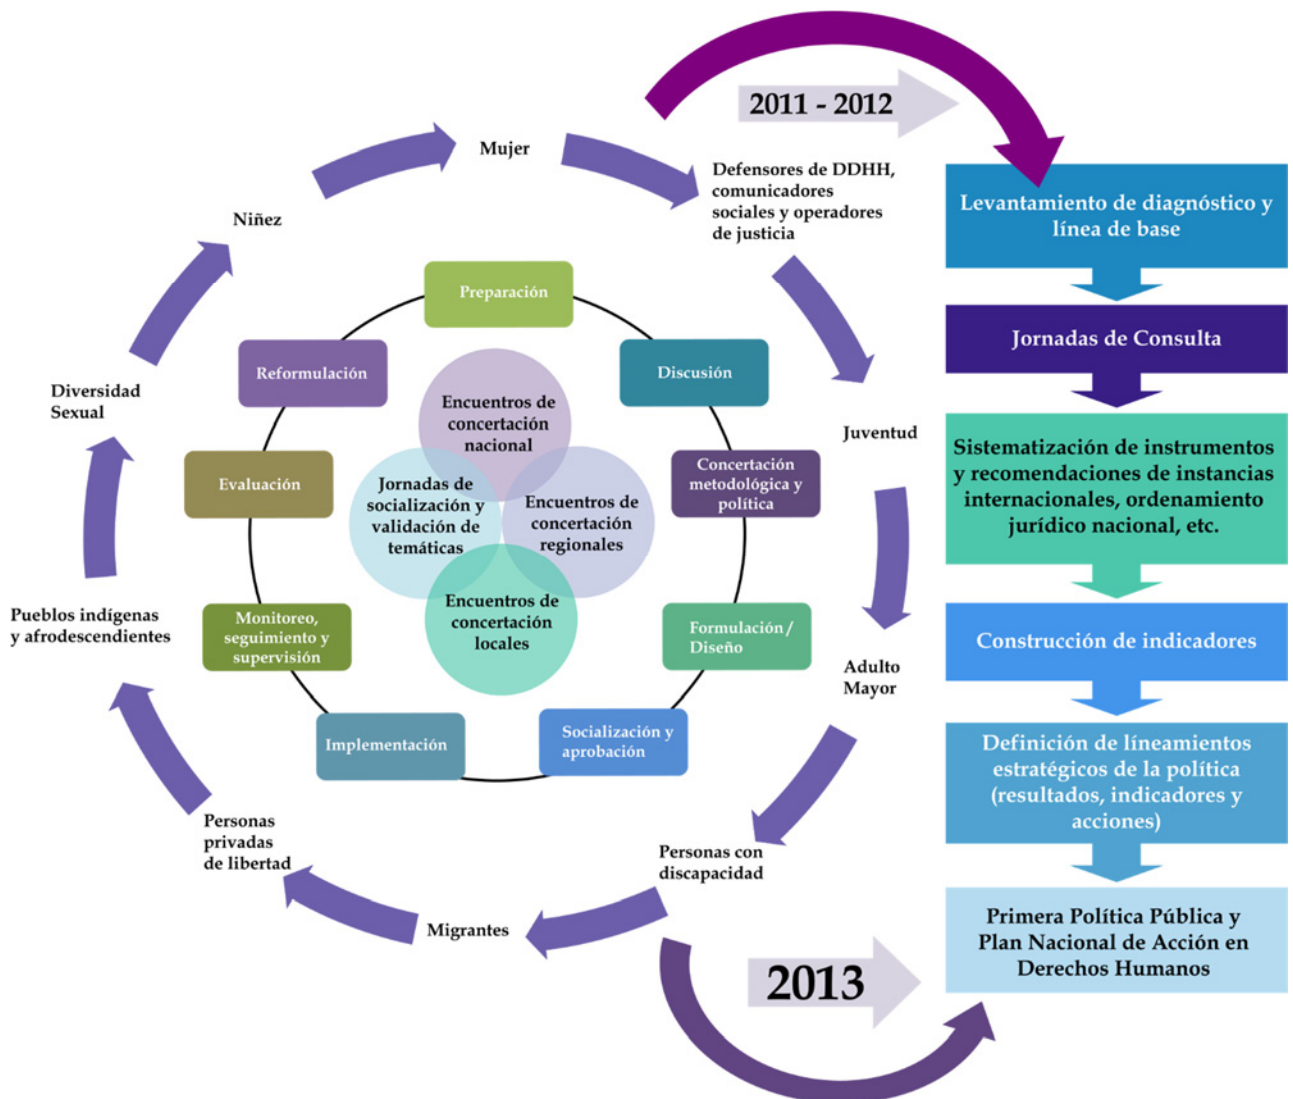 2011 - 2012
Mujer
Defensores de DDHH,
comunicadores
sociales y operadores
de justicia
Juventud
Adulto
Mayor
Personas con
discapacidad
Migrantes
Personas
privadas
de libertad
Pueblos indígenas
y afrodescendientes
Diversidad
Sexual
Niñez
Preparación
Discusión
Concertación
metodológica y
política
Formulación /
Diseño
Socialización y
aprobación
Implementación
Monitoreo,
seguimiento y
supervisión
Evaluación
Reformulación
Encuentros de
concertación
nacional
Jornadas de
socialización y
validación de
temáticas
Encuentros de
concertación
regionales
Encuentros de
concertación
locales
Levantamiento de diagnóstico y
línea de base
Jornadas de Consulta
Sistematización de instrumentos
y recomendaciones de instancias
internacionales, ordenamiento
jurídico nacional, etc.
Construcción de indicadores
Definición de líneamientos
estratégicos de la política
(resultados, indicadores y
acciones)
Primera Política Pública y
Plan Nacional de Acción en
Derechos Humanos
2013